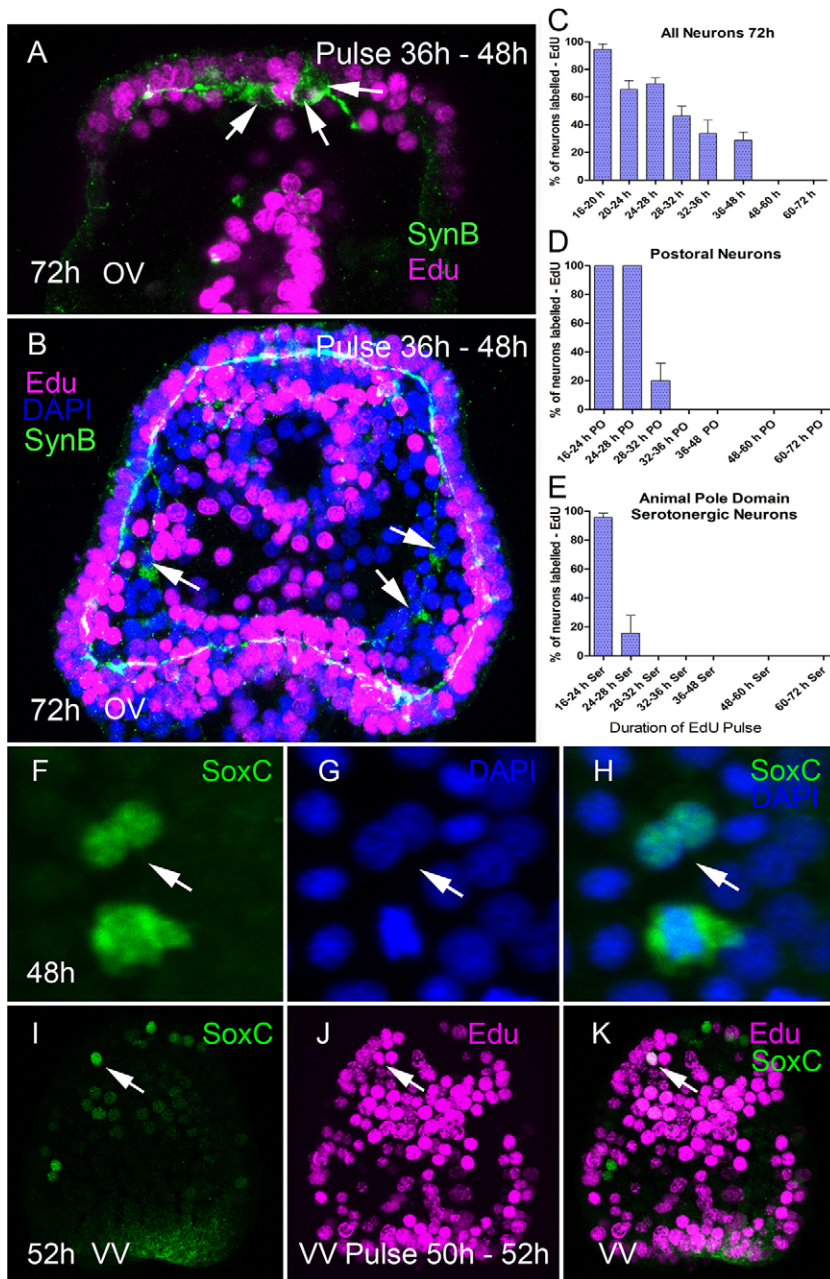 A
Pulse 36h - 48h
SynB
Edu
72h OV
B
Pulse 36h - 48h
Edu
DAPI
SynB
72h OV
C
All Neurons 72h
% of neurons labelled - EdU
100
80
60
40
20
0
16-20 h
20-24 h
24-28 h
28-32 h
32-36 h
36-48 h
48-60 h
60-72 h
D
Postoral Neurons
% of neurons labelled - EdU
100
80
60
40
20
0
16-24 h PO
24-28 h PO
28-32 h PO
32-36 h PO
36-48 PO
48-60 h PO
60-72 h PO
E
Animal Pole Domain
Serotonergic Neurons
% of neurons labelled - EdU
100
80
60
40
20
0
16-24 h Ser
24-28 h Ser
28-32 h Ser
32-36 h Ser
36-48 Ser
48-60 h Ser
60-72 h Ser
Duration of EdU Pulse
F
SoxC
48h
G
DAPI
H
SoxC
DAPI
I
SoxC
52h VV
J
Edu
VV Pulse 50h - 52h
K
Edu
SoxC
VV